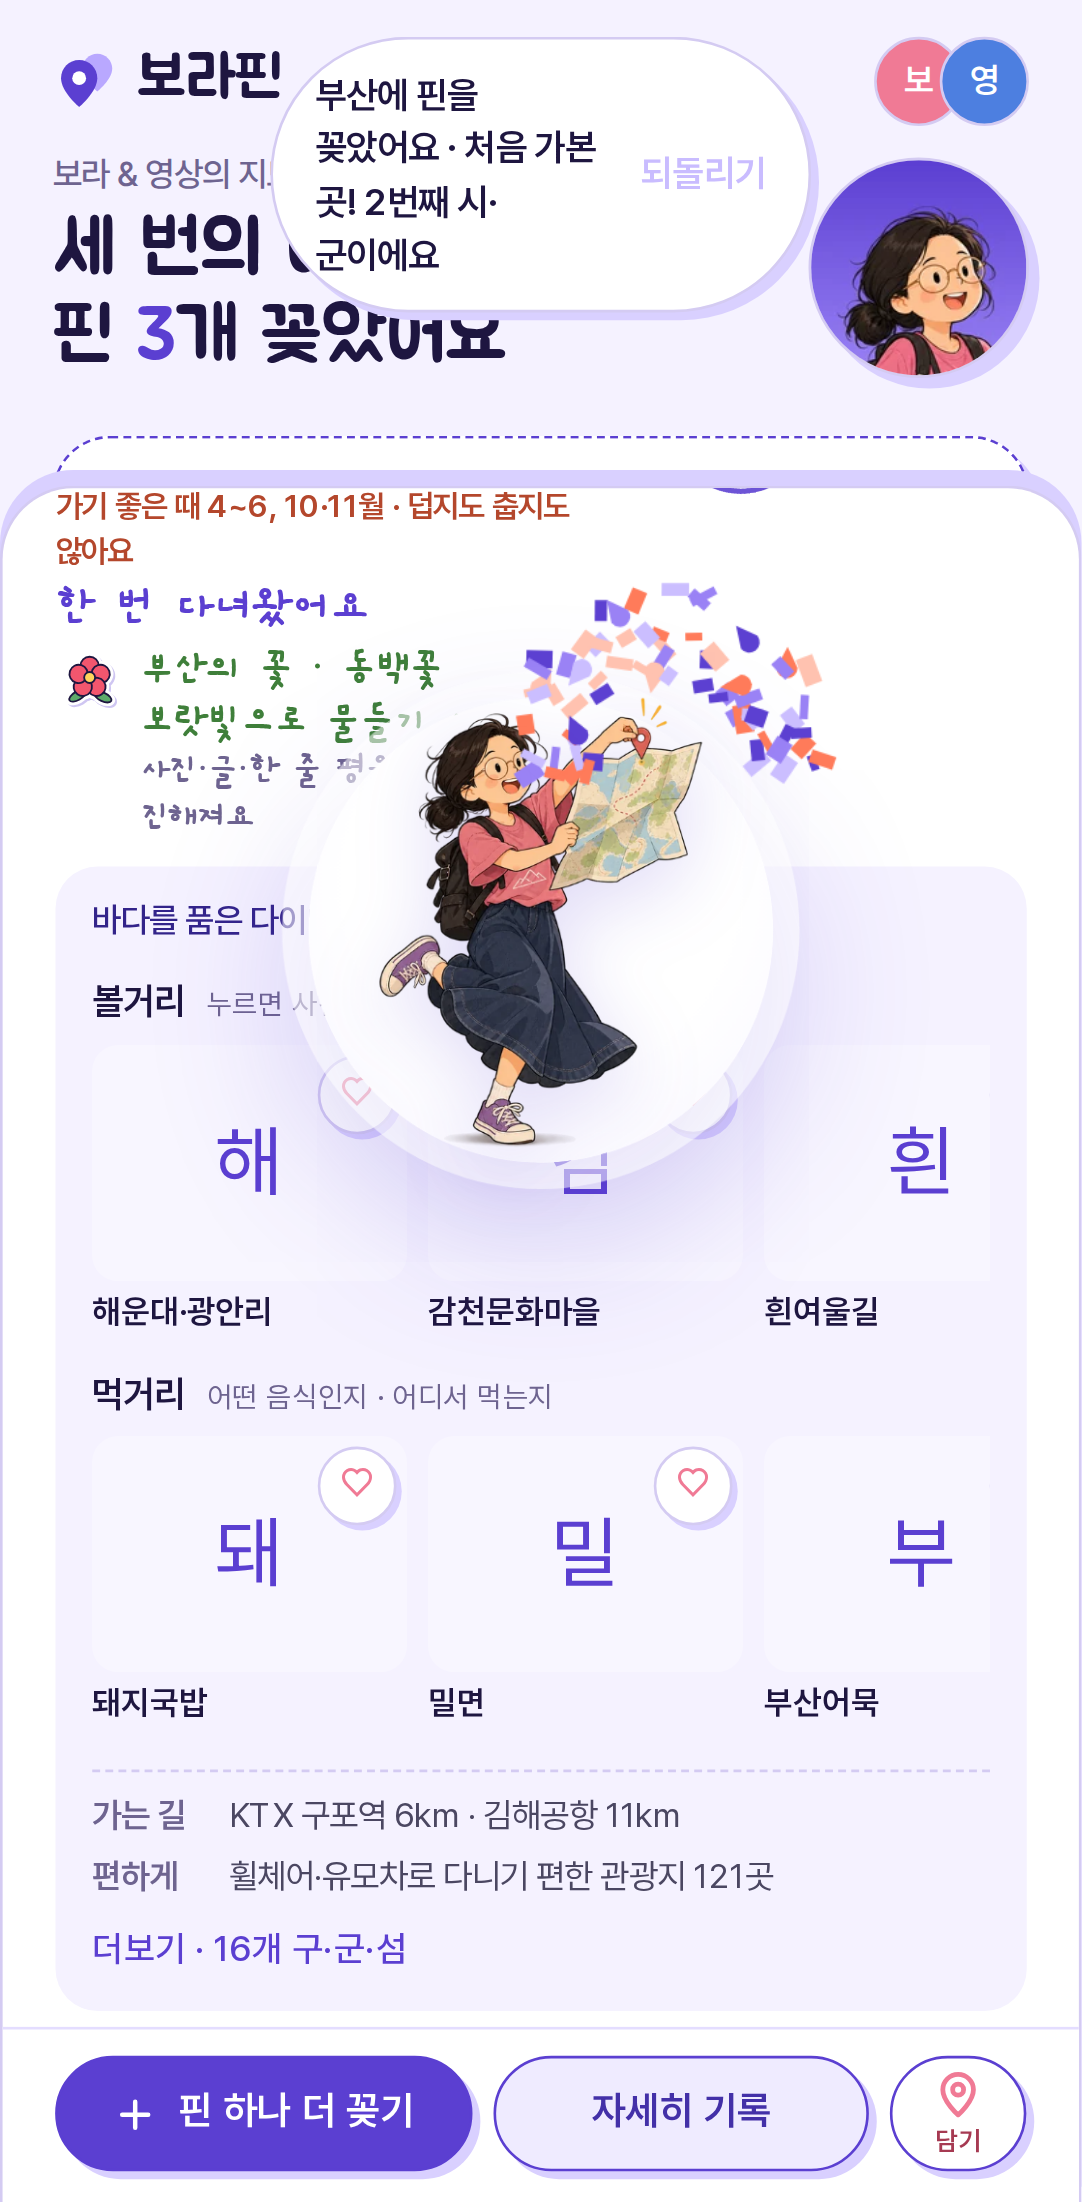 보라핀
부산에 핀을
꽂았어요 · 처음 가본
곳! 2번째 시·
군이에요
되돌리기
보 영
보라 & 영상의
세 번의
핀 3개 꽂았어요
가기 좋은 때 4~6, 10·11월 · 덥지도 춥지도
않아요
한 번 다녀왔어요
부산의 꽃 · 동백꽃
보랏빛으로 물들기
사진·글·한 줄
진해져요
바다를 품은
볼거리 누르면
해 흰
해운대·광안리 감천문화마을 흰여울길
먹거리 어떤 음식인지 · 어디서 먹는지
돼 밀 부
돼지국밥 밀면 부산어묵
가는 길 KTX 구포역 6km · 김해공항 11km
편하게 휠체어·유모차로 다니기 편한 관광지 121곳
더보기 · 16개 구·군·섬
+ 핀 하나 더 꽂기
자세히 기록
담기